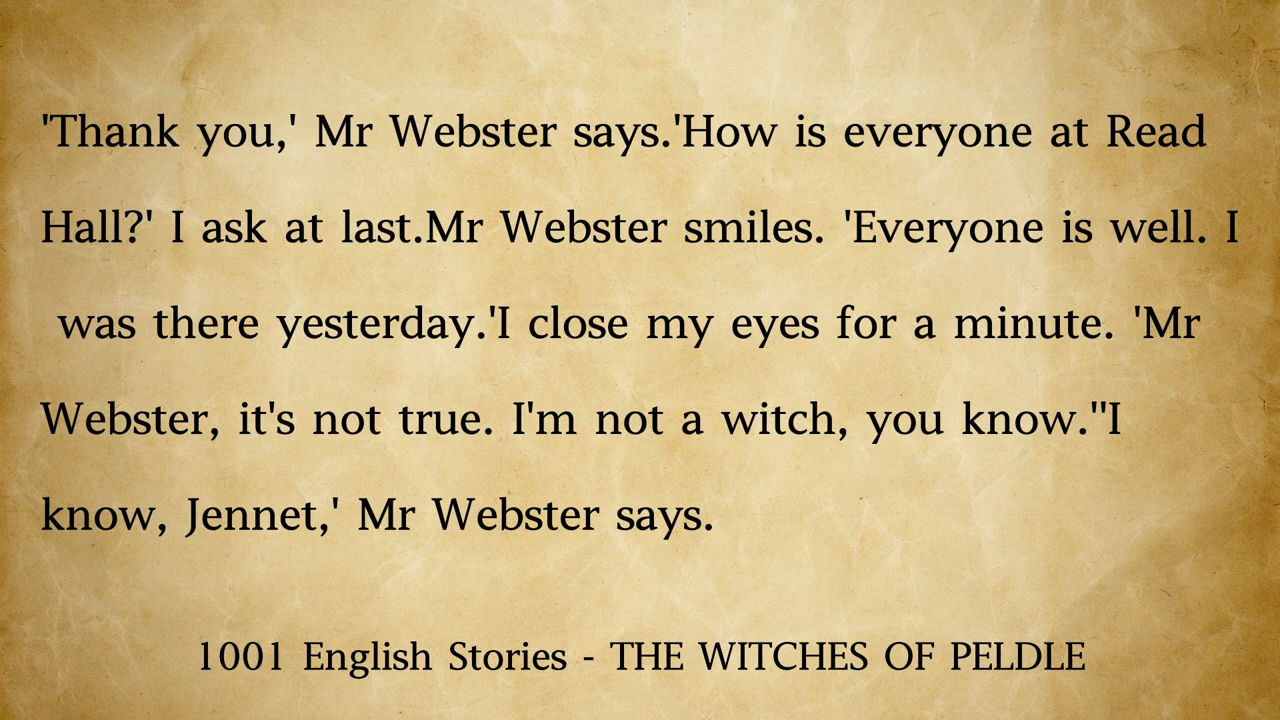 'Thank you,' Mr Webster says.'How is everyone at Read
Hall?' I ask at last.Mr Webster smiles. 'Everyone is well. I
was there yesterday.'I close my eyes for a minute. 'Mr
Webster, it's not true. I'm not a witch, you know.''I
know, Jennet,' Mr Webster says.
1001 English Stories - THE WITCHES OF PELDLE